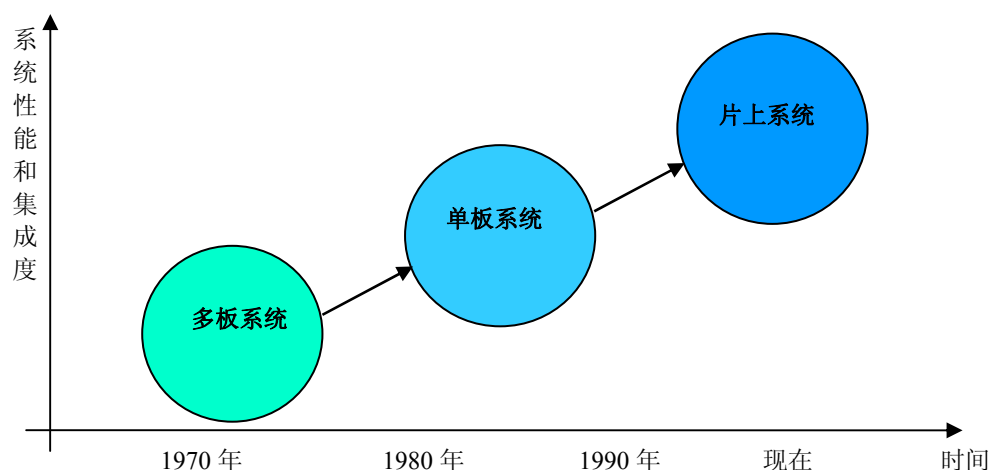 系统性能和集成度
片上系统
单板系统
多板系统
1970 年
1980 年
1990 年
现在
时间